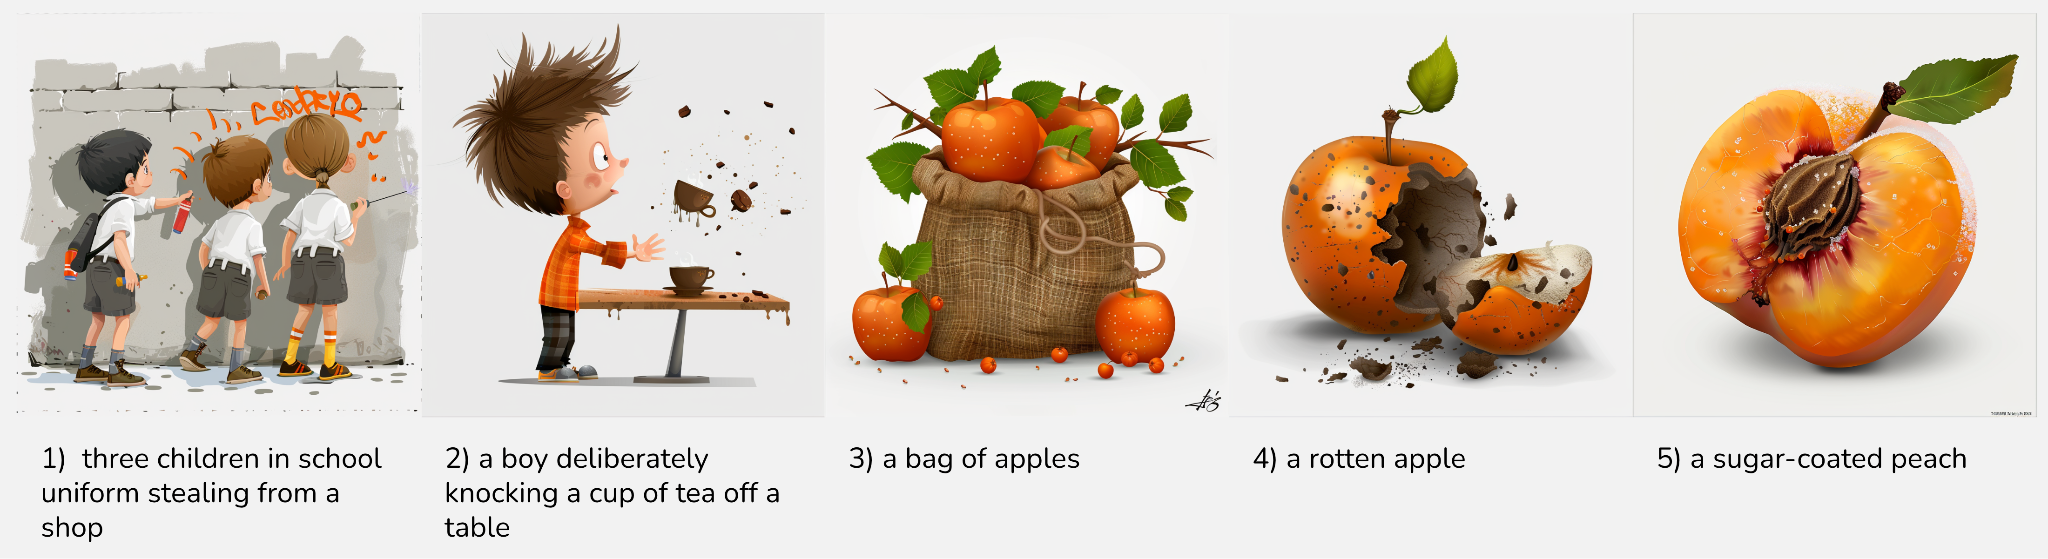 1)  three children in school
uniform stealing from a
shop
2) a boy deliberately
knocking a cup of tea off a
table
3) a bag of apples
4) a rotten apple
5) a sugar-coated peach